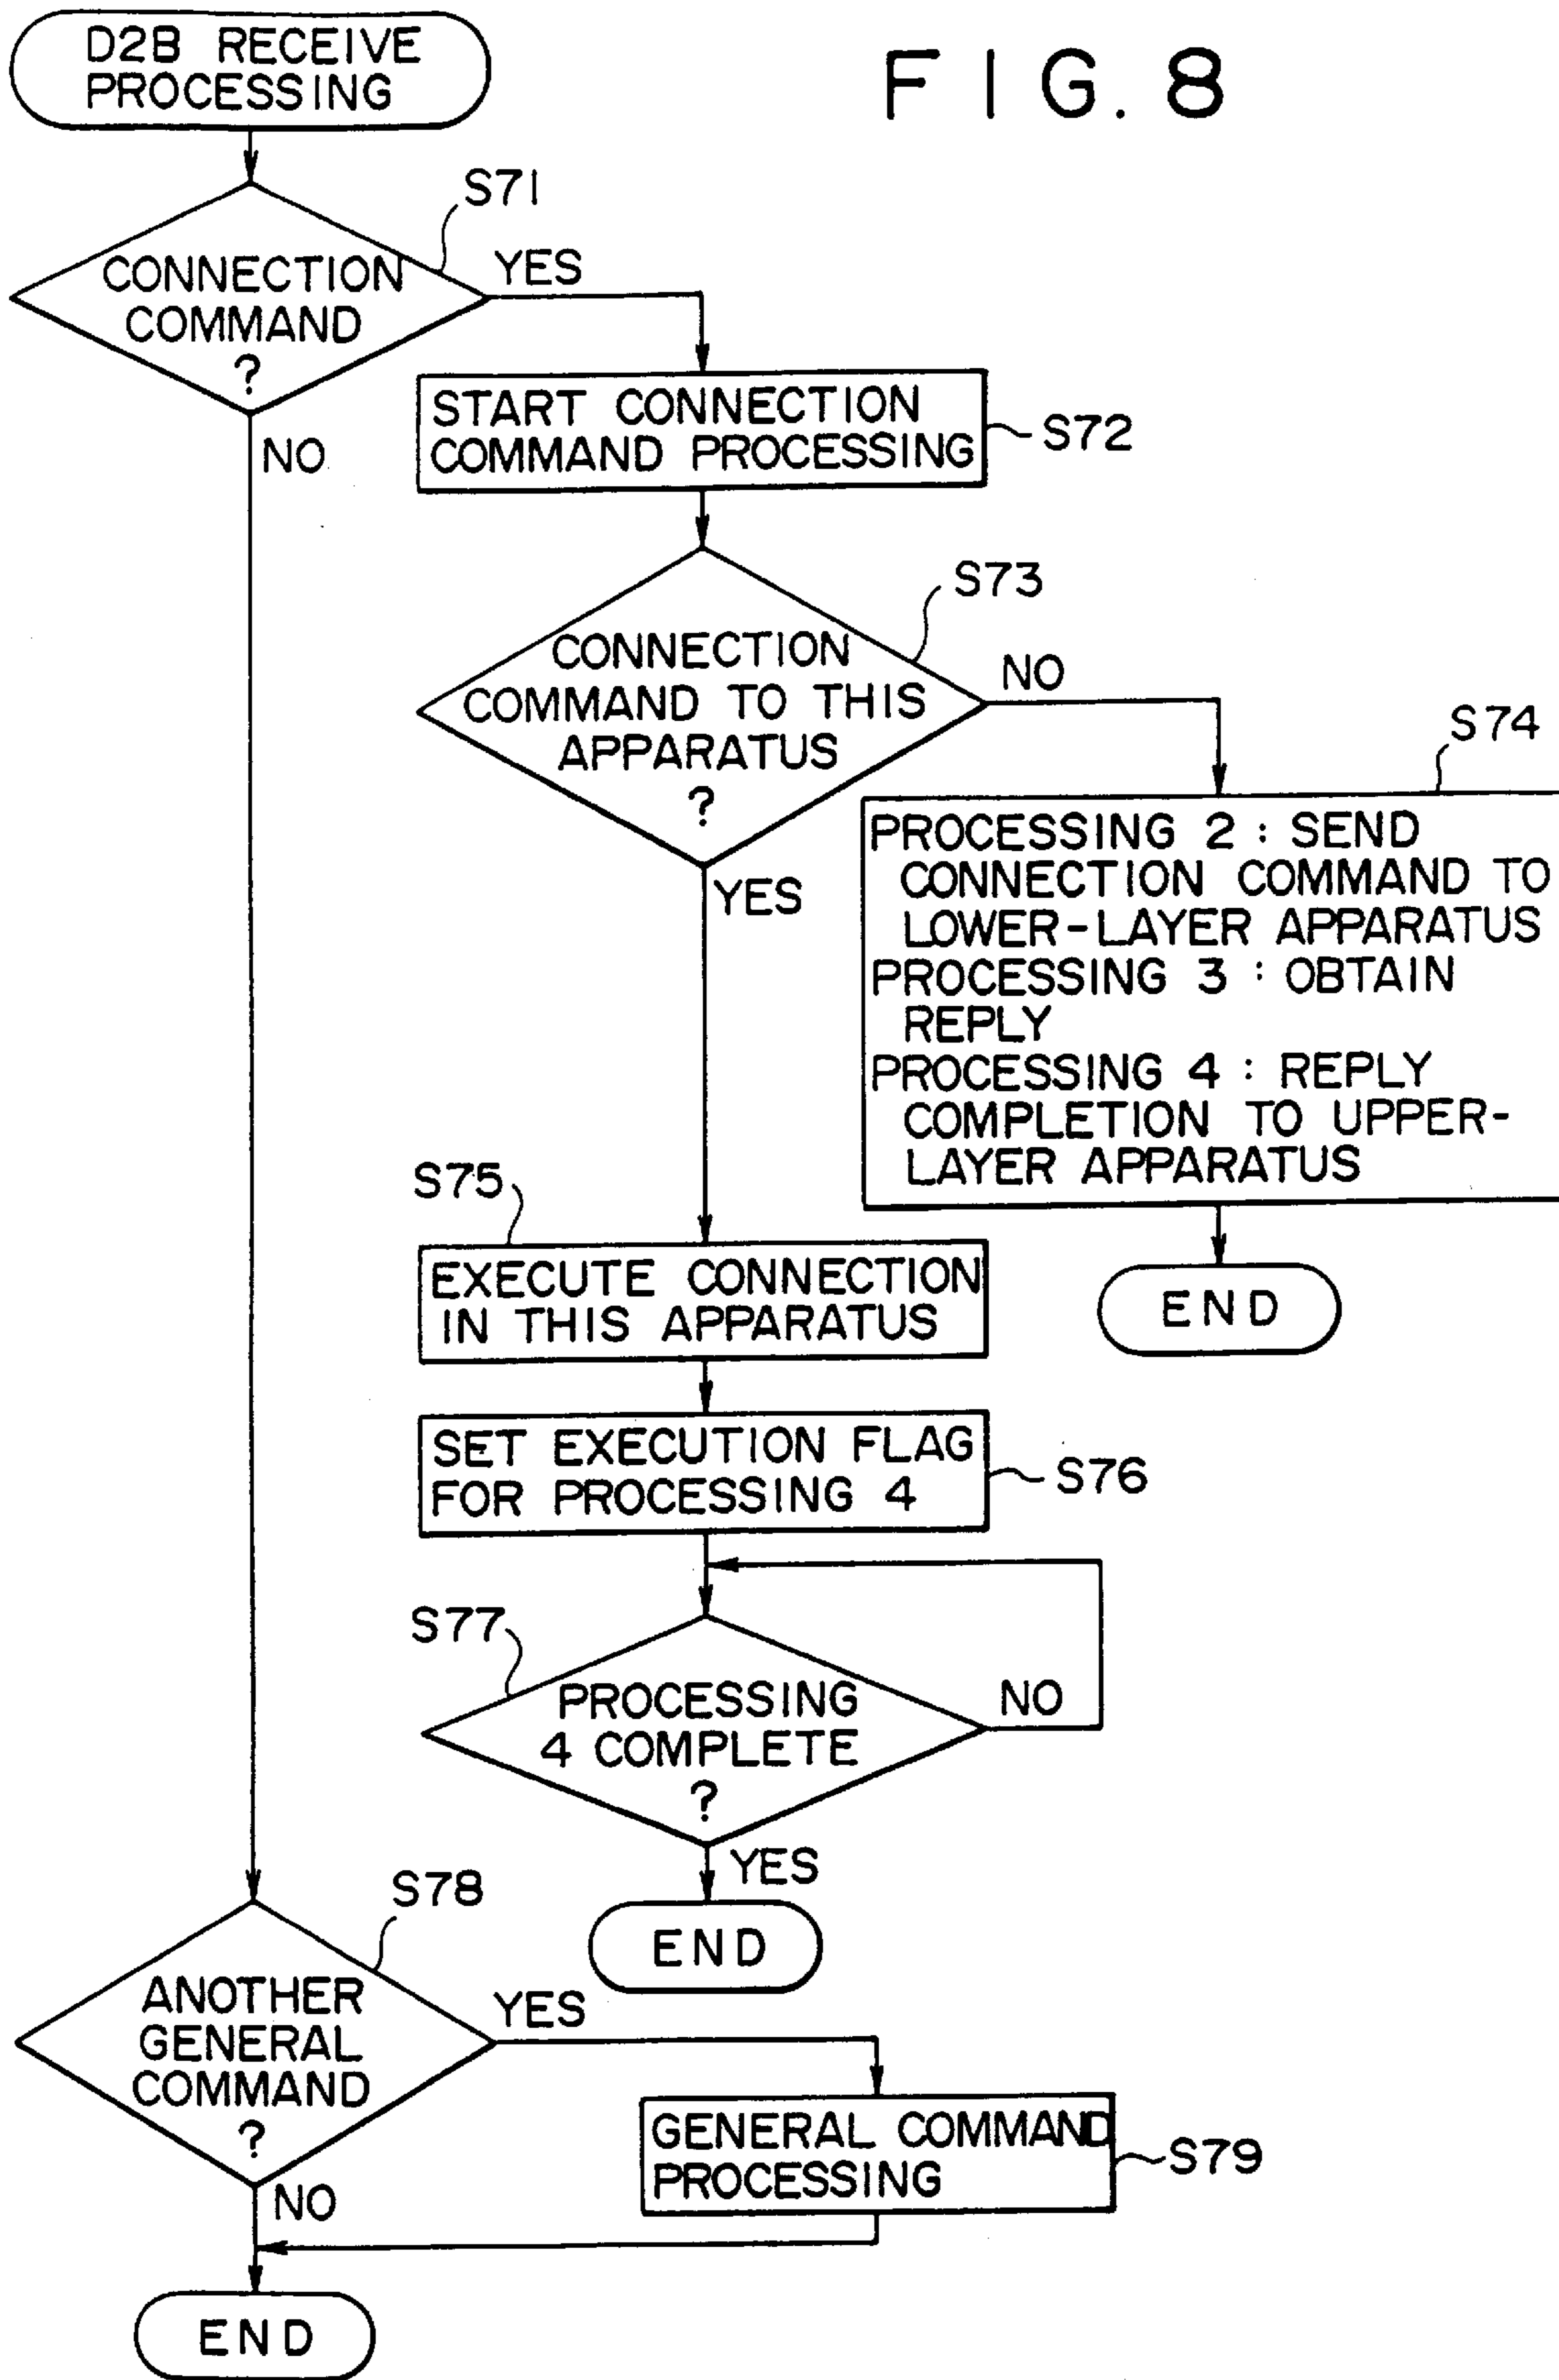 FIG. 8
D2B RECEIVE
PROCESSING
S71
CONNECTION
COMMAND
?
YES
NO
START CONNECTION
COMMAND PROCESSING
S72
S73
CONNECTION
COMMAND TO THIS
APPARATUS
?
NO
YES
S74
PROCESSING 2 : SEND
CONNECTION COMMAND TO
LOWER-LAYER APPARATUS
PROCESSING 3 : OBTAIN
REPLY
PROCESSING 4 : REPLY
COMPLETION TO UPPER-
LAYER APPARATUS
END
S75
EXECUTE CONNECTION
IN THIS APPARATUS
SET EXECUTION FLAG
FOR PROCESSING 4
S76
S77
PROCESSING
4 COMPLETE
?
NO
YES
END
S78
ANOTHER
GENERAL
COMMAND
?
YES
NO
GENERAL COMMAND
PROCESSING
S79
END